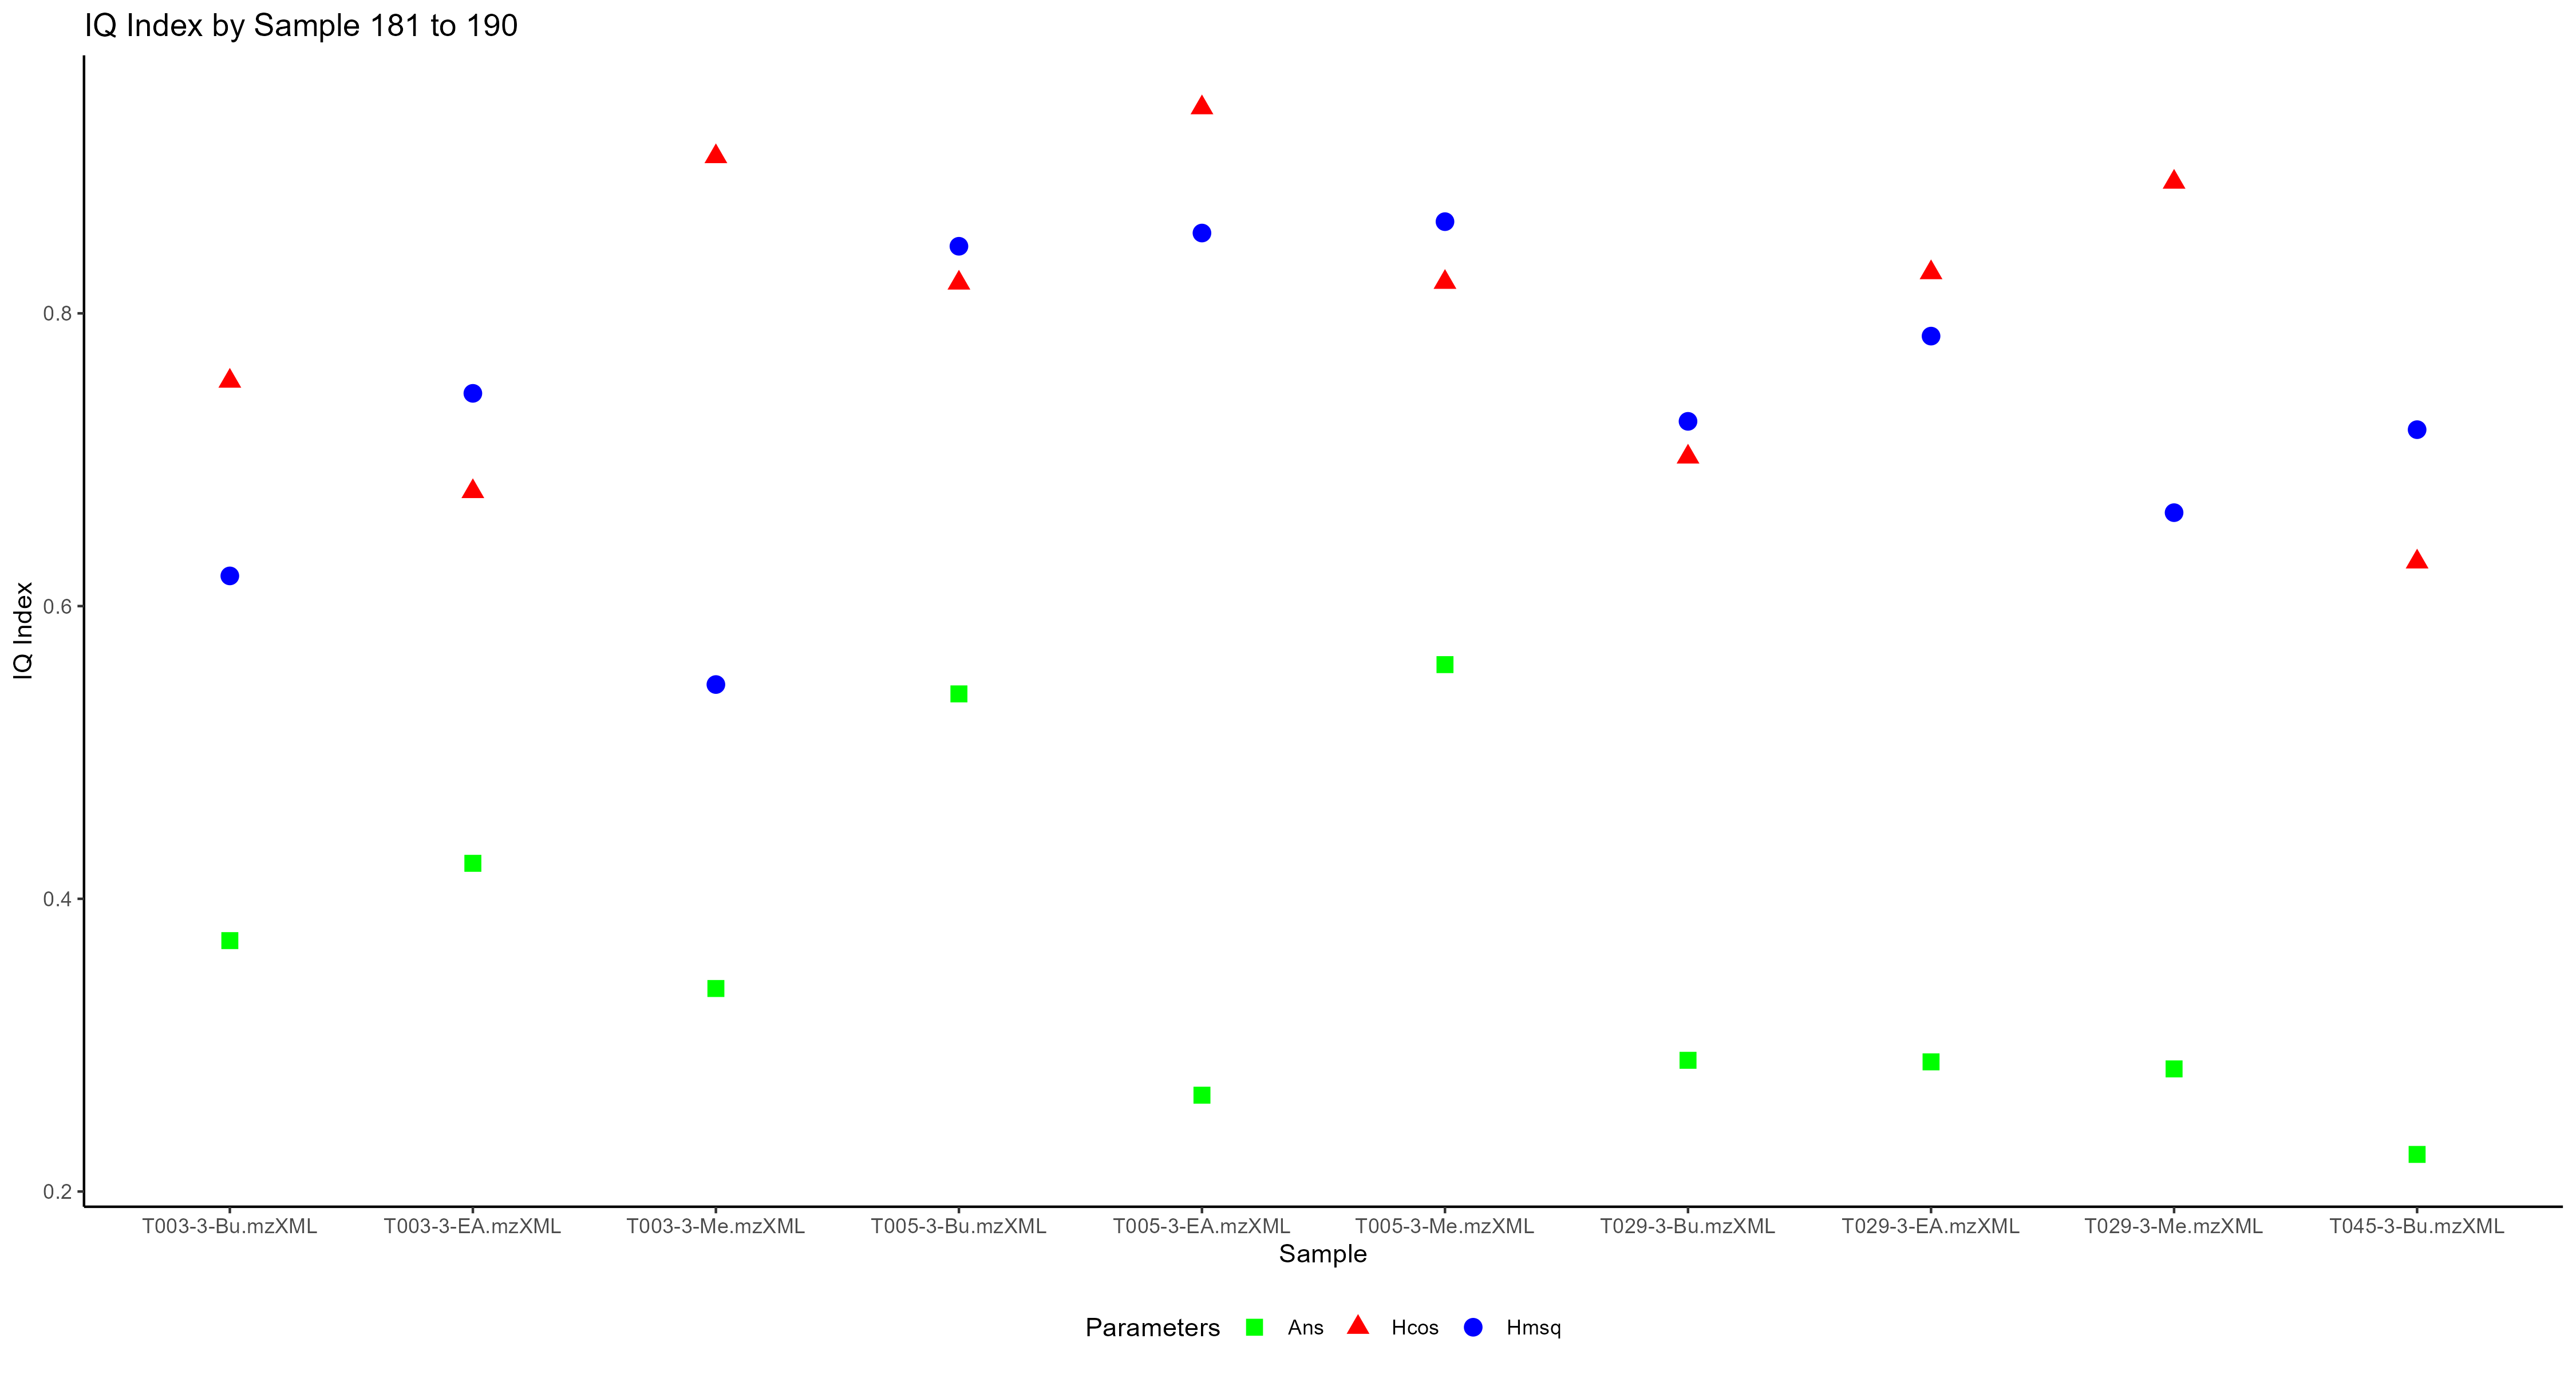 IQ Index by Sample 181 to 190
IQ Index
0.8
0.6
0.4
0.2
T003-3-Bu.mzXML T003-3-EA.mzXML T003-3-Me.mzXML T005-3-Bu.mzXML T005-3-EA.mzXML T005-3-Me.mzXML T029-3-Bu.mzXML T029-3-EA.mzXML T029-3-Me.mzXML T045-3-Bu.mzXML
Sample
Parameters Ans Hcos Hmsq